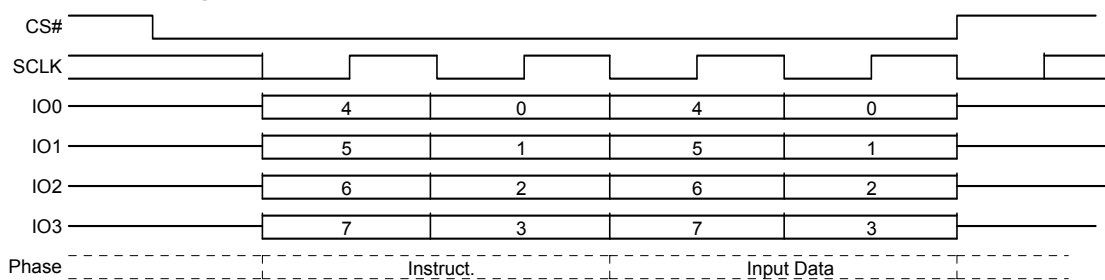 CS#
SCLK
IO0 4 0 4 0
IO1 5 1 5 1
IO2 6 2 6 2
IO3 7 3 7 3
Phase Instruct. Input Data